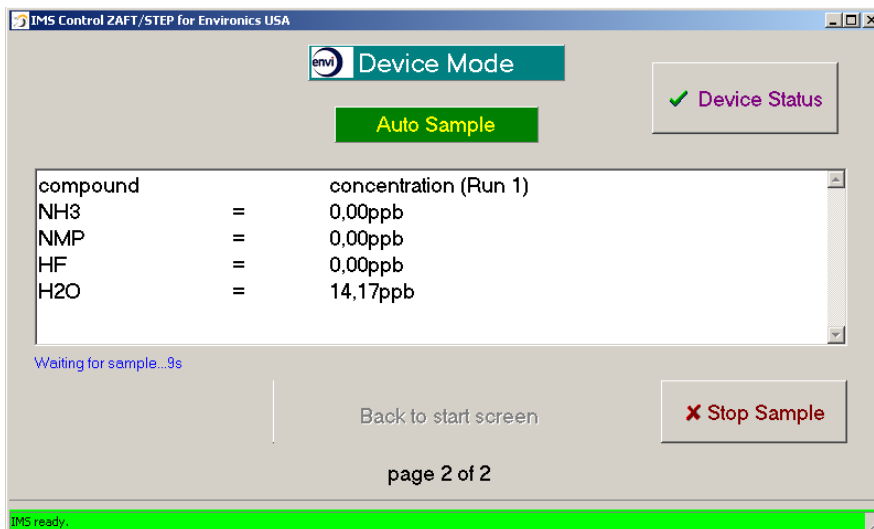 IMS Control ZAFT/STEP for Environics USA
envi Device Mode
Device Status
Auto Sample
compound concentration (Run 1)
NH3 = 0,00ppb
NMP = 0,00ppb
HF = 0,00ppb
H2O = 14,17ppb
Waiting for sample...9s
Back to start screen
Stop Sample
page 2 of 2
IMS ready.